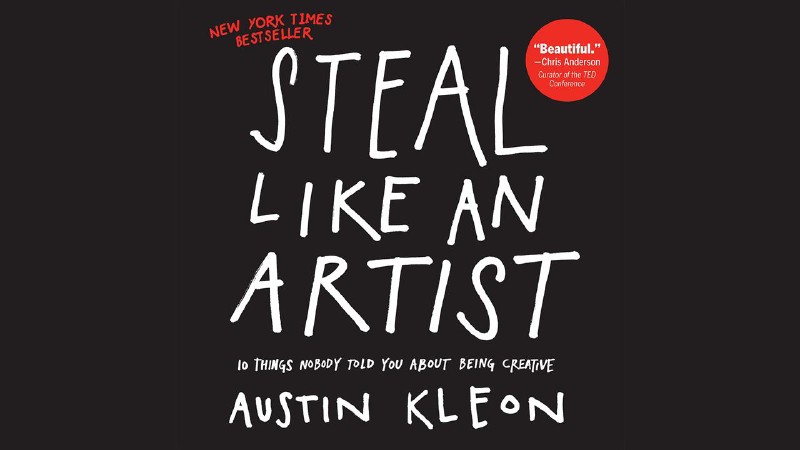 NEW YORK TIMES
BESTSELLER
"Beautiful."
—Chris Anderson
Curator of the TED
Conference
STEAL
LIKE AN
ARTIST
10 THINGS NOBODY TOLD YOU ABOUT BEING CREATIVE
AUSTIN KLEON